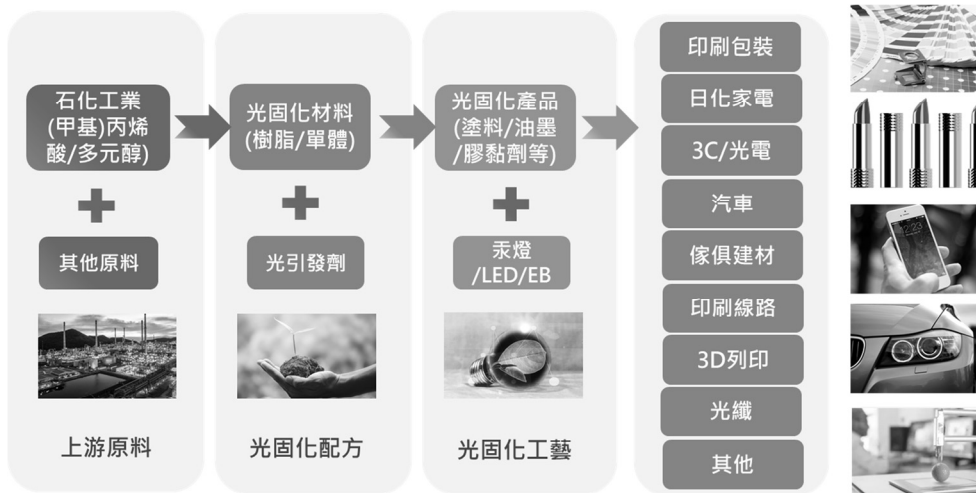 石化工業
(甲基)丙烯
酸/多元醇)
其他原料
上游原料
光固化材料
(樹脂/單體)
光引發劑
光固化配方
光固化產品
(塗料/油墨
/膠黏劑等)
汞燈
/LED/EB
光固化工藝
印刷包裝
日化家電
3C/光電
汽車
傢俱建材
印刷線路
3D列印
光纖
其他